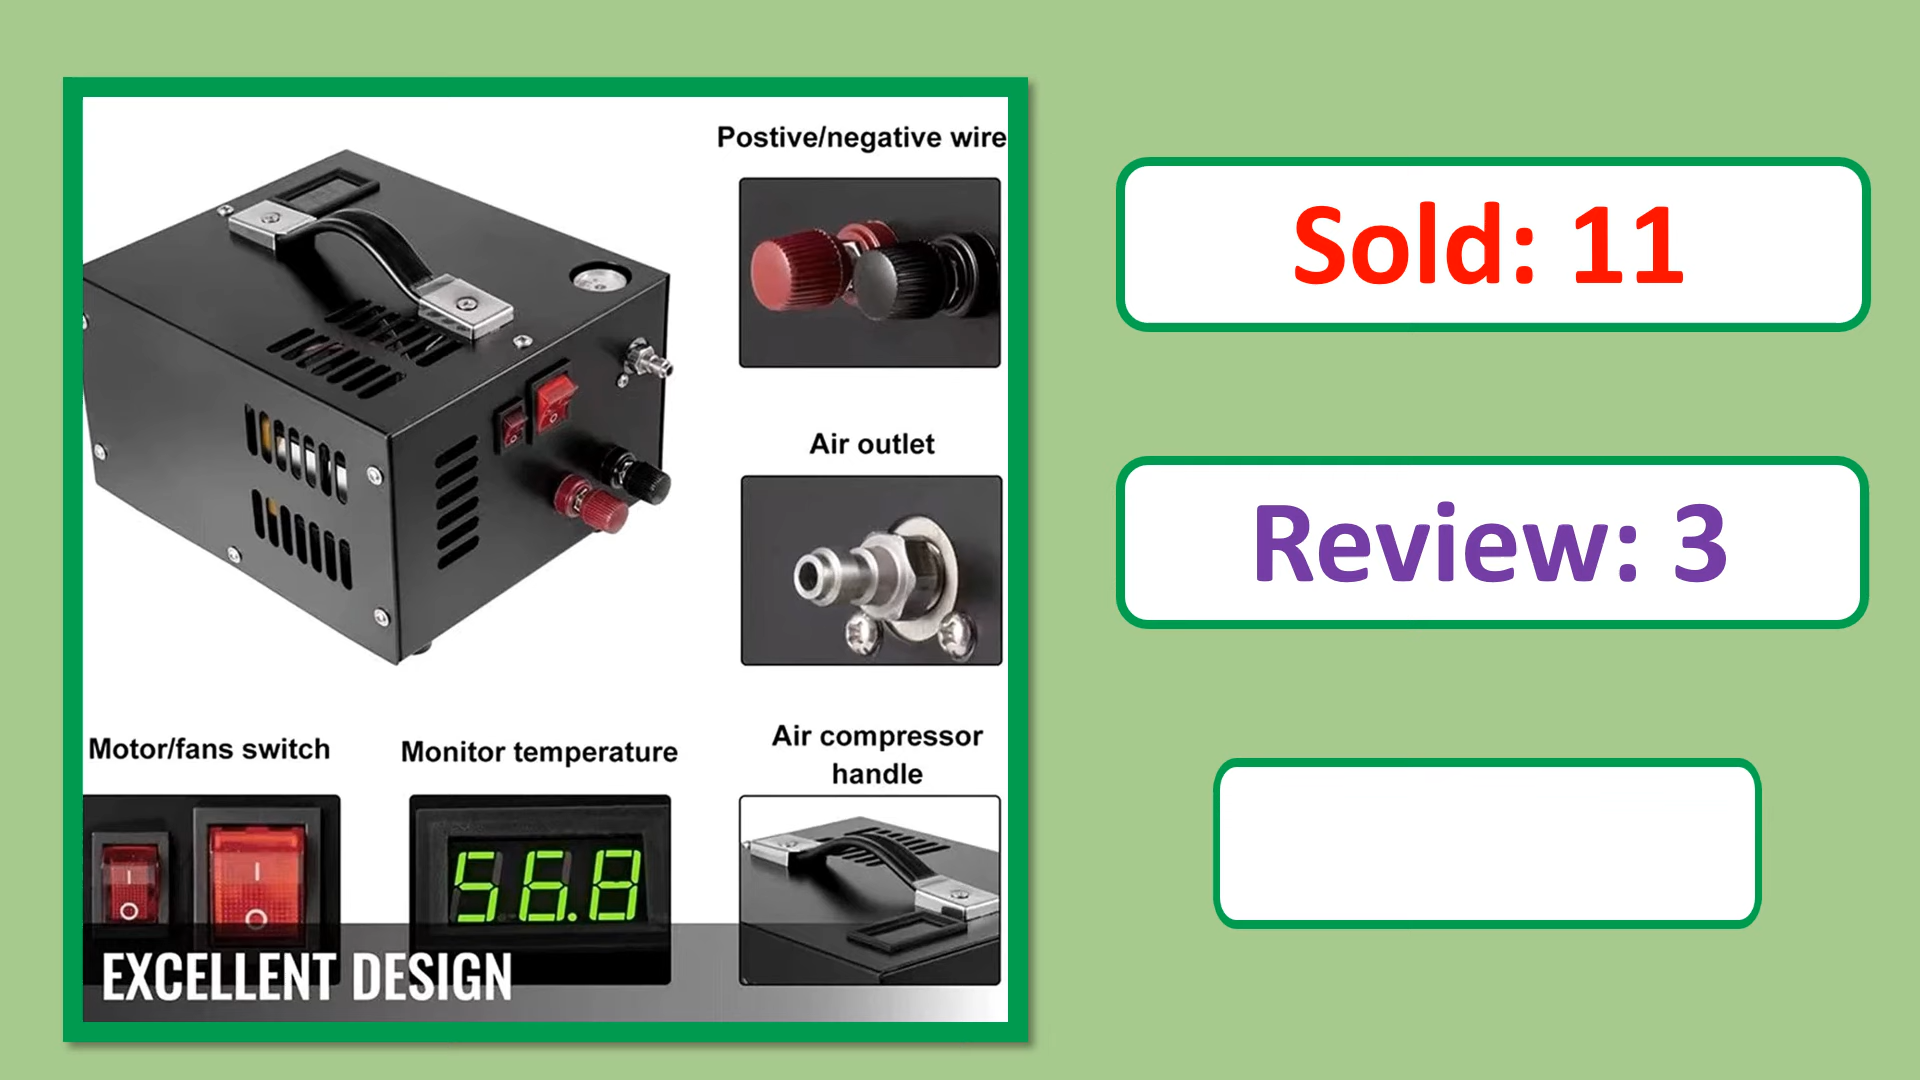 Postive/negative wire
Air outlet
Motor/fans switch
Monitor temperature
Air compressor
handle
56.8
EXCELLENT DESIGN
Sold: 11
Review: 3